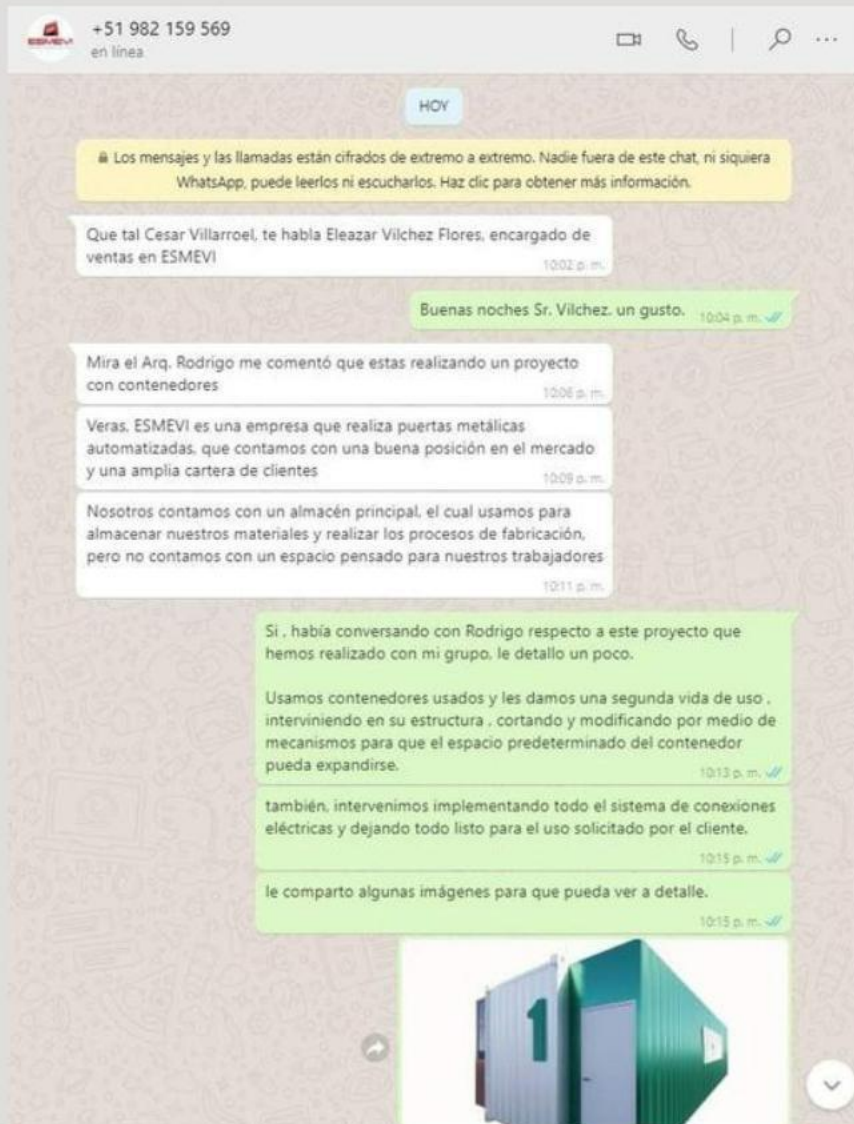 +51 982 159 569
ESMEVI
en línea
HOY
Los mensajes y las llamadas están cifrados de extremo a extremo. Nadie fuera de este chat, ni siquiera
WhatsApp, puede leerlos ni escucharlos. Haz clic para obtener más información.
Que tal Cesar Villarroel, te habla Eleazar Vilchez Flores, encargado de
ventas en ESMEVI
10:02 p. m.
Buenas noches Sr. Vilchez. un gusto. 10:04 p. m.
Mira el Arq. Rodrigo me comentó que estas realizando un proyecto
con contenedores
10:06 p. m.
Veras. ESMEVI es una empresa que realiza puertas metálicas
automatizadas. que contamos con una buena posición en el mercado
y una amplia cartera de clientes
10:09 p. m.
Nosotros contamos con un almacén principal, el cual usamos para
almacenar nuestros materiales y realizar los procesos de fabricación,
pero no contamos con un espacio pensado para nuestros trabajadores
10:11 p. m.
Si , había conversando con Rodrigo respecto a este proyecto que
hemos realizado con mi grupo. le detallo un poco.
Usamos contenedores usados y les damos una segunda vida de uso ,
interviniendo en su estructura , cortando y modificando por medio de
mecanismos para que el espacio predeterminado del contenedor
pueda expandirse.
10:13 p. m.
también, intervenimos implementando todo el sistema de conexiones
eléctricas y dejando todo listo para el uso solicitado por el cliente.
10:15 p. m.
le comparto algunas imágenes para que pueda ver a detalle.
10:15 p. m.
1